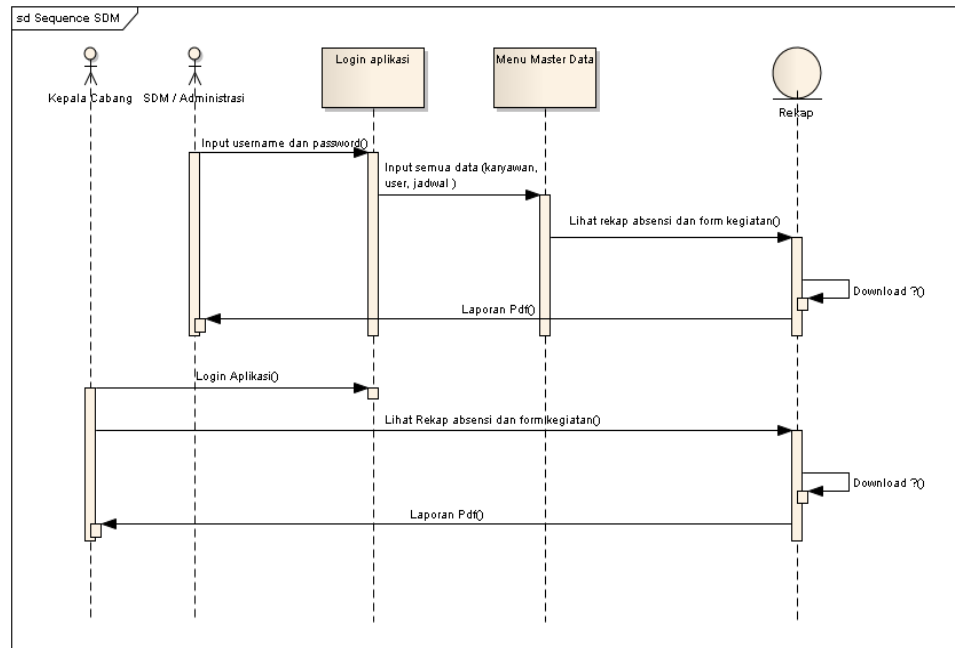 sd Sequence SDM
Kepala Cabang
SDM / Administrasi
Login aplikasi
Menu Master Data
Rekap
Input username dan password()
Input semua data (karyawan,
user, jadwal )
Lihat rekap absensi dan form kegiatan()
Download ?()
Laporan Pdf()
Login Aplikasi()
Lihat Rekap absensi dan form kegiatan()
Download ?()
Laporan Pdf()